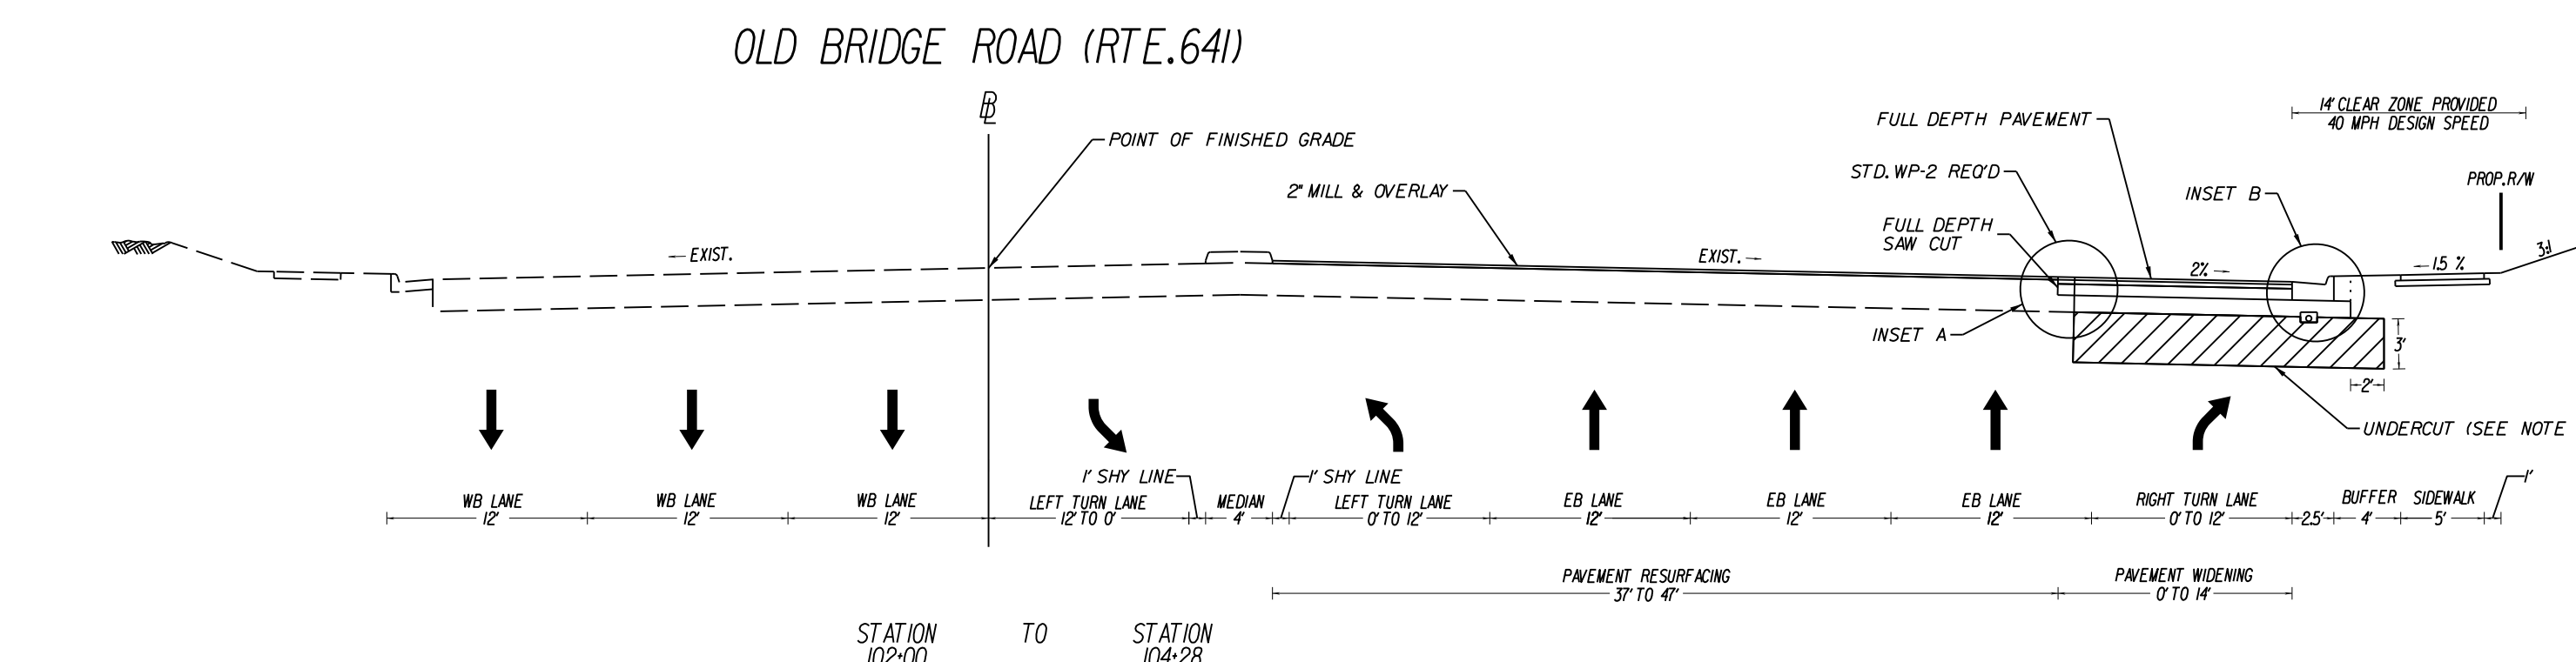 OLD BRIDGE ROAD (RTE.641)
BL
14' CLEAR ZONE PROVIDED
40 MPH DESIGN SPEED
FULL DEPTH PAVEMENT
POINT OF FINISHED GRADE
STD. WP-2 REQ'D
PROP. R/W
2" MILL & OVERLAY
INSET B
FULL DEPTH
SAW CUT
EXIST.
EXIST.
2%
1.5 %
3:1
INSET A
3'
2'
UNDERCUT (SEE NOTE
1' SHY LINE
1' SHY LINE
1'
WB LANE
12'
WB LANE
12'
WB LANE
12'
LEFT TURN LANE
12' TO 0'
MEDIAN
4'
LEFT TURN LANE
0' TO 12'
EB LANE
12'
EB LANE
12'
EB LANE
12'
RIGHT TURN LANE
0' TO 12'
2.5'
BUFFER
4'
SIDEWALK
5'
PAVEMENT RESURFACING
37' TO 47'
PAVEMENT WIDENING
0' TO 14'
STATION TO STATION
102+00 104+28